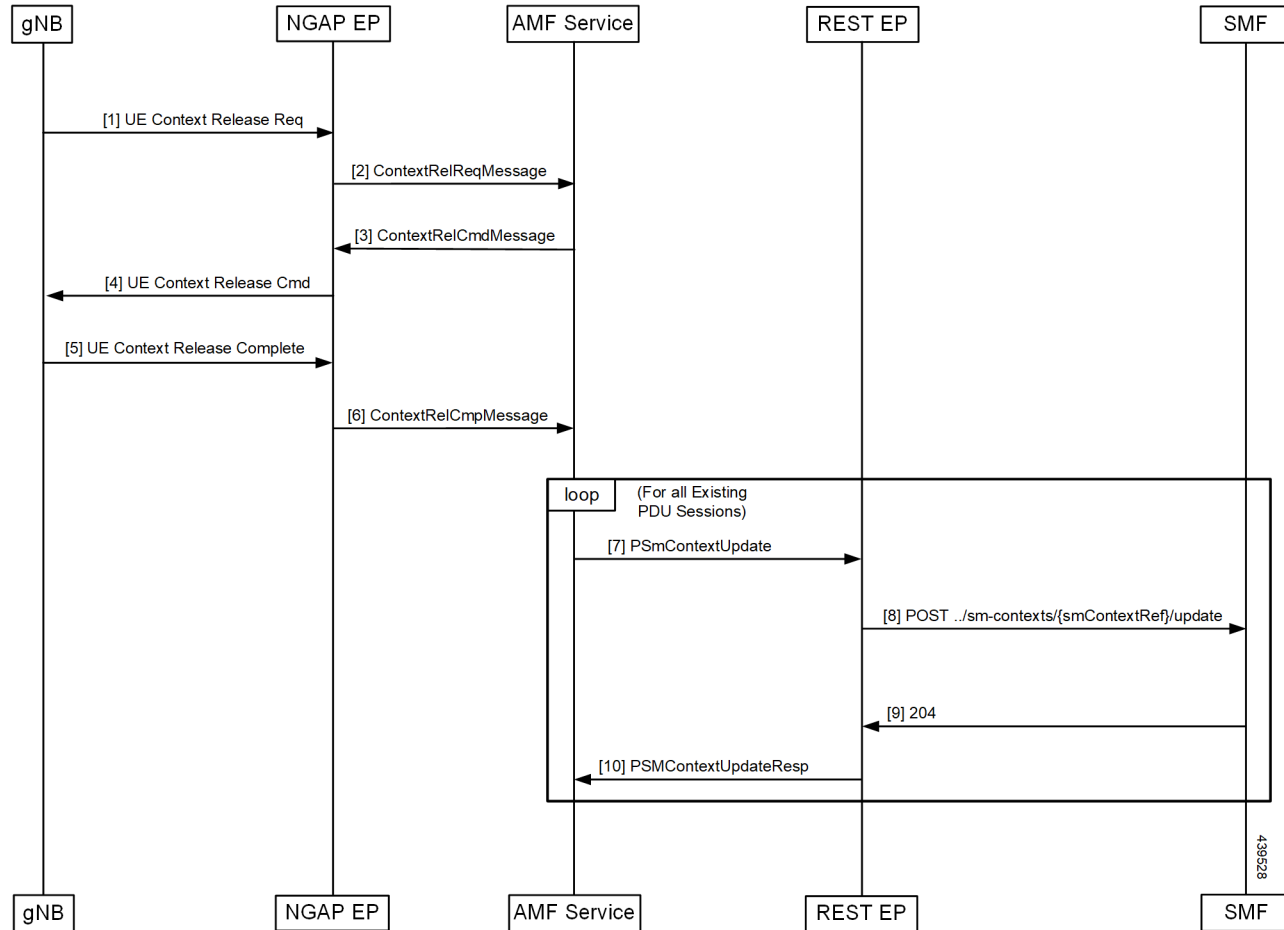 gNB
NGAP EP
AMF Service
REST EP
SMF
[1] UE Context Release Req
[2] ContextRelReqMessage
[3] ContextRelCmdMessage
[4] UE Context Release Cmd
[5] UE Context Release Complete
[6] ContextRelCmpMessage
loop
(For all Existing
PDU Sessions)
[7] PSmContextUpdate
[8] POST ../sm-contexts/{smContextRef}/update
[9] 204
[10] PSMContextUpdateResp
439528
gNB
NGAP EP
AMF Service
REST EP
SMF